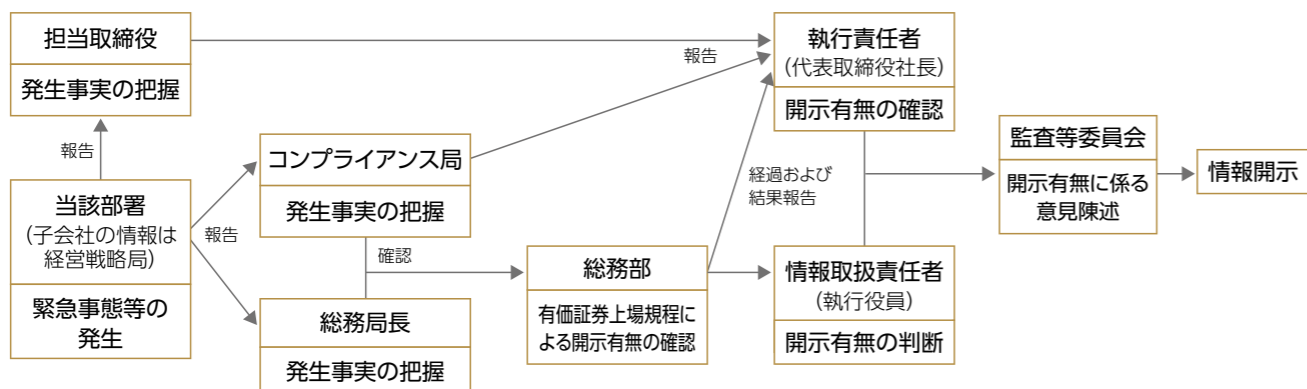 担当取締役
発生事実の把握
報告
当該部署
（子会社の情報は
経営戦略局）
緊急事態等の
発生
報告
コンプライアンス局
発生事実の把握
確認
総務局長
発生事実の把握
総務部
有価証券上場規程に
よる開示有無の確認
報告
経過および
結果報告
執行責任者
（代表取締役社長）
開示有無の確認
情報取扱責任者
（執行役員）
開示有無の判断
監査等委員会
開示有無に係る
意見陳述
情報開示